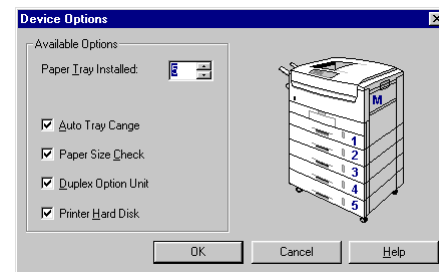 Device Options
Available Options
Paper Tray Installed: 5
Auto Tray Cange
Paper Size Check
Duplex Option Unit
Printer Hard Disk
M
1
2
3
4
5
OK Cancel Help